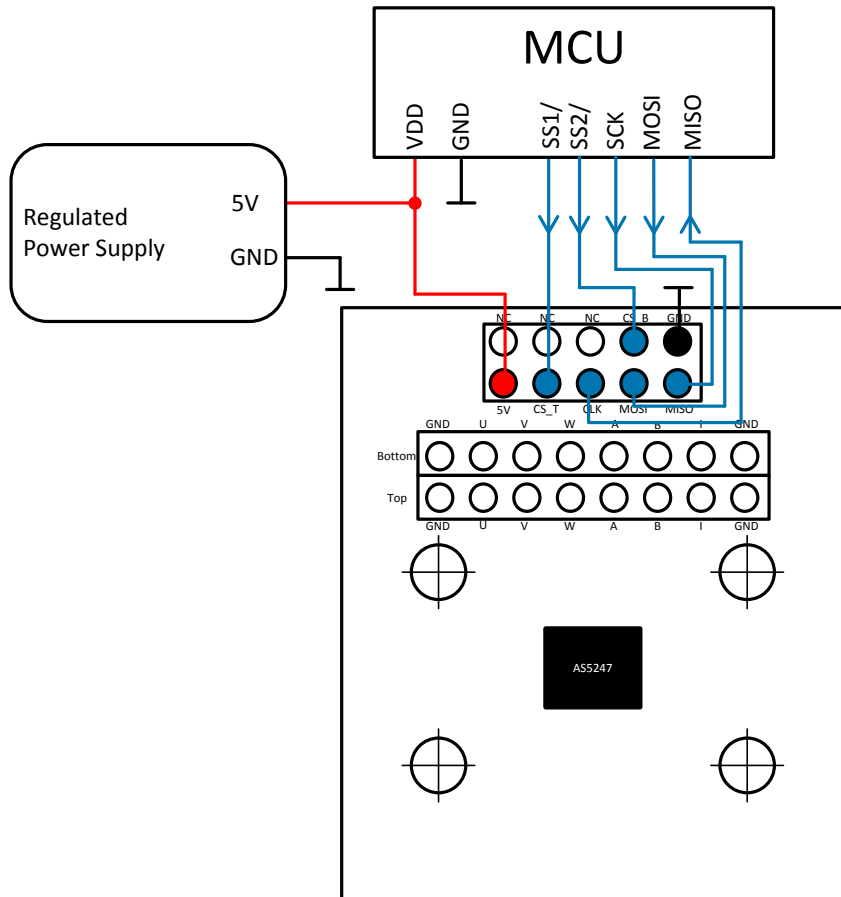 MCU
VDD GND SS1/ SS2/ SCK MOSI MISO
Regulated
Power Supply
5V
GND
NC NC NC CS_B GND
5V CS_T CLK MOSI MISO
GND U V W A B I GND
Bottom
Top
GND U V W A B I GND
AS5247